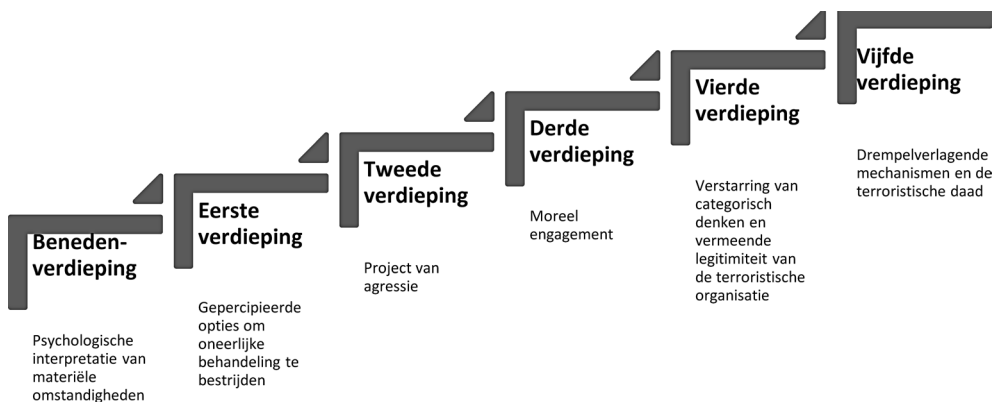 Beneden-
verdieping
Psychologische
interpretatie van
materiële
omstandigheden
Eerste
verdieping
Gepercipieerde
opties om
oneerlijke
behandeling te
bestrijden
Tweede
verdieping
Project van
agressie
Derde
verdieping
Moreel
engagement
Vierde
verdieping
Verstarring van
categorisch
denken en
vermeende
legitimiteit van
de terroristische
organisatie
Vijfde
verdieping
Drempelverlagende
mechanismen en de
terroristische daad